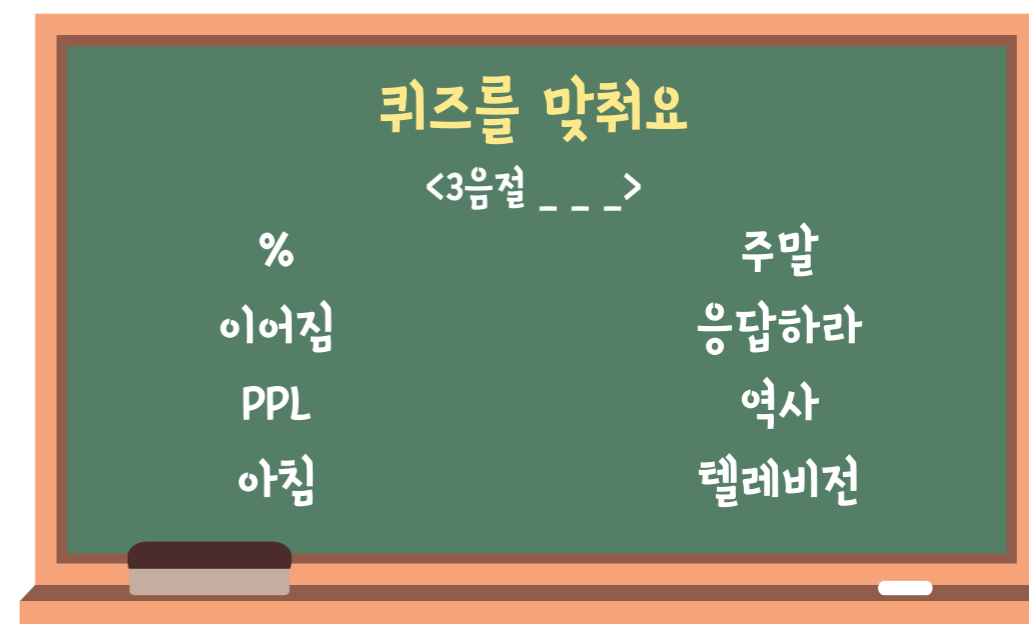 퀴즈를 맞춰요
<3음절 _ _ _>
% 주말
이어짐 응답하라
PPL 역사
아침 텔레비전